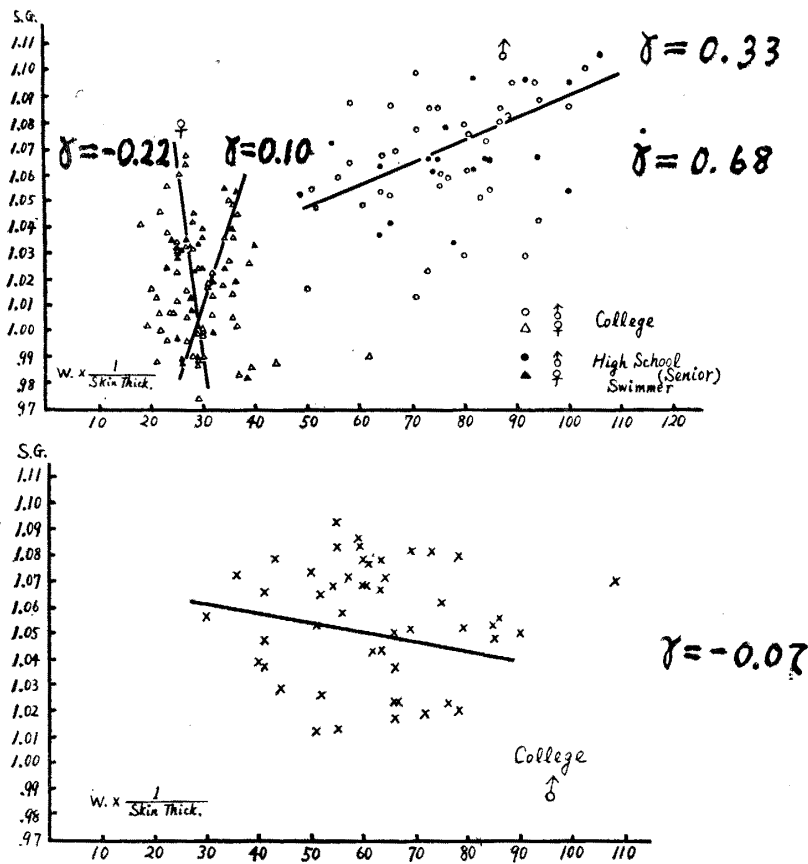 S.G.
1.11
1.10
1.09
1.08
1.07
1.06
1.05
1.04
1.03
1.02
1.01
1.00
.99
.98
.97
♂
γ = 0.33
♀
γ = -0.22
γ = 0.10
γ = 0.68
○ ♂
△ ♀ College
● ♂ High School
▲ ♀ (Senior)
Swimmer
W. × 1/Skin Thick.
10 20 30 40 50 60 70 80 90 100 110 120
S.G.
1.11
1.10
1.09
1.08
1.07
1.06
1.05
1.04
1.03
1.02
1.01
1.00
.99
.98
.97
γ = -0.07
College
♂
W. × 1/Skin Thick.
10 20 30 40 50 60 70 80 90 100 110